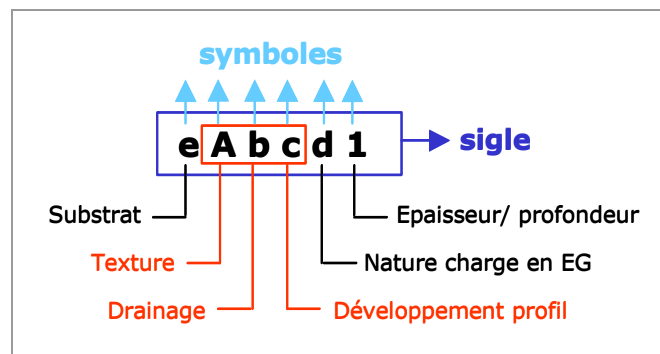 symboles
e A b c d 1
sigle
Substrat
Epaisseur/ profondeur
Texture
Nature charge en EG
Drainage
Développement profil